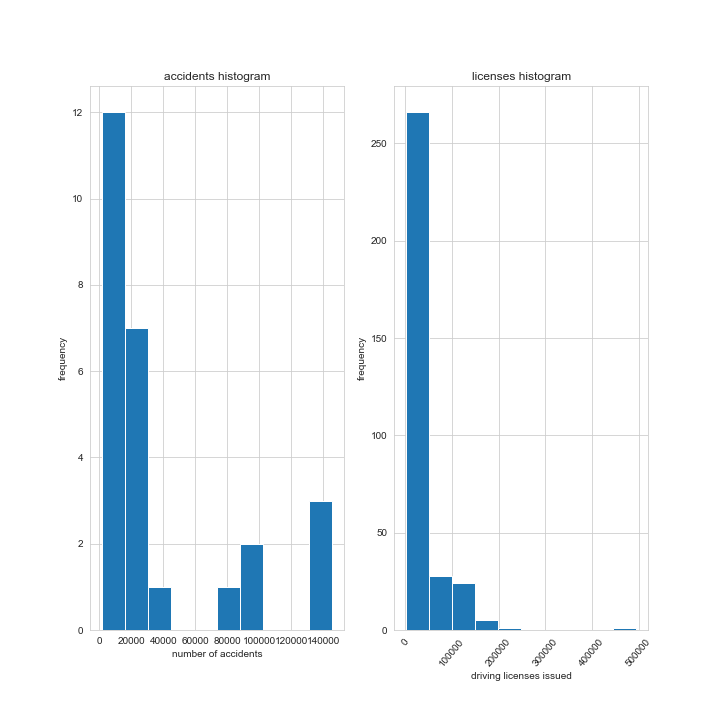 accidents histogram
12
10
8
6
4
2
0
frequency
0 20000 40000 60000 80000 100000 120000 140000
number of accidents
licenses histogram
250
200
150
100
50
0
frequency
0 100000 200000 300000 400000 500000
driving licenses issued